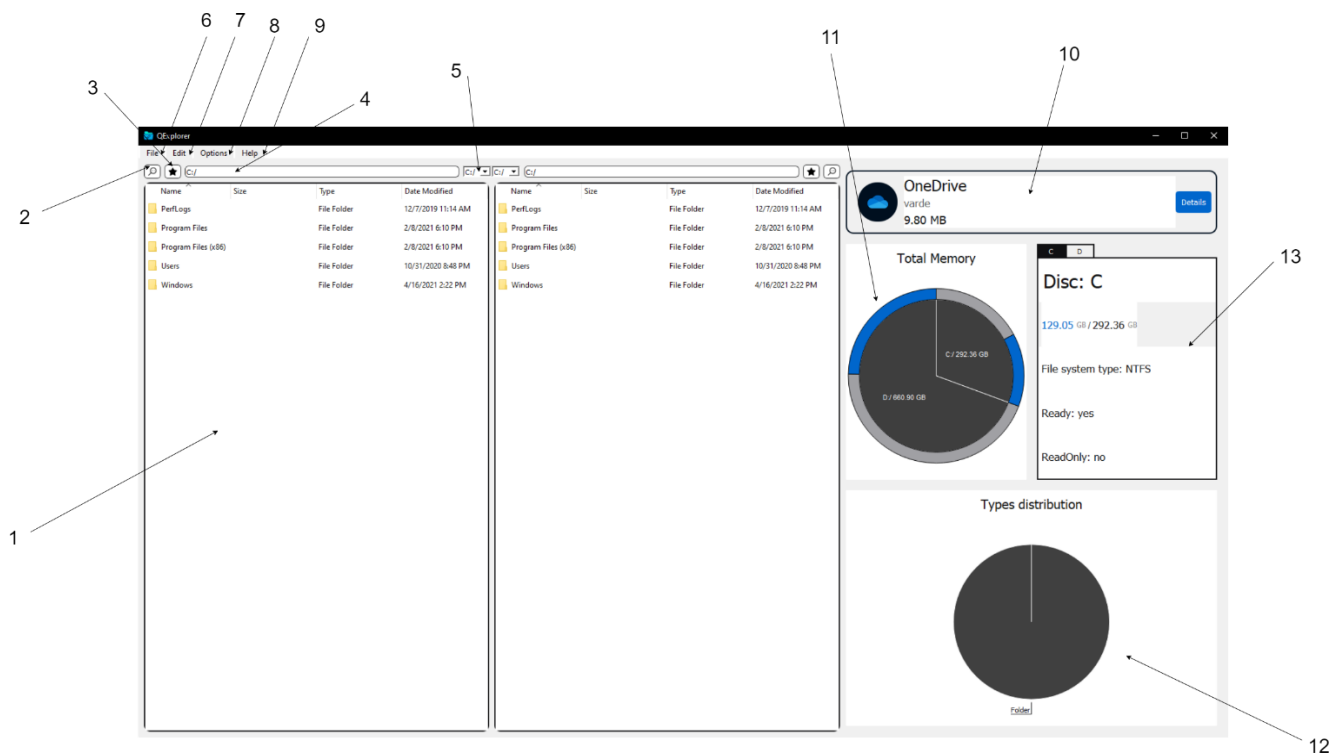 6 7 8 9
11
10
5
3
4
QExplorer
File Edit Options Help
C:/ C:/ C:/ C:/
2
Name Size Type Date Modified Name Size Type Date Modified
PerfLogs File Folder 12/7/2019 11:14 AM PerfLogs File Folder 12/7/2019 11:14 AM
Program Files File Folder 2/8/2021 6:10 PM Program Files File Folder 2/8/2021 6:10 PM
Program Files (x86) File Folder 2/8/2021 6:10 PM Program Files (x86) File Folder 2/8/2021 6:10 PM
Users File Folder 10/31/2020 8:48 PM Users File Folder 10/31/2020 8:48 PM
Windows File Folder 4/16/2021 2:22 PM Windows File Folder 4/16/2021 2:22 PM
OneDrive
varde
9.80 MB
Details
Total Memory
C:/ 292.36 GB
D:/ 660.90 GB
C D
Disc: C
129.05 GB / 292.36 GB
File system type: NTFS
Ready: yes
ReadOnly: no
13
1
Types distribution
Folder
12